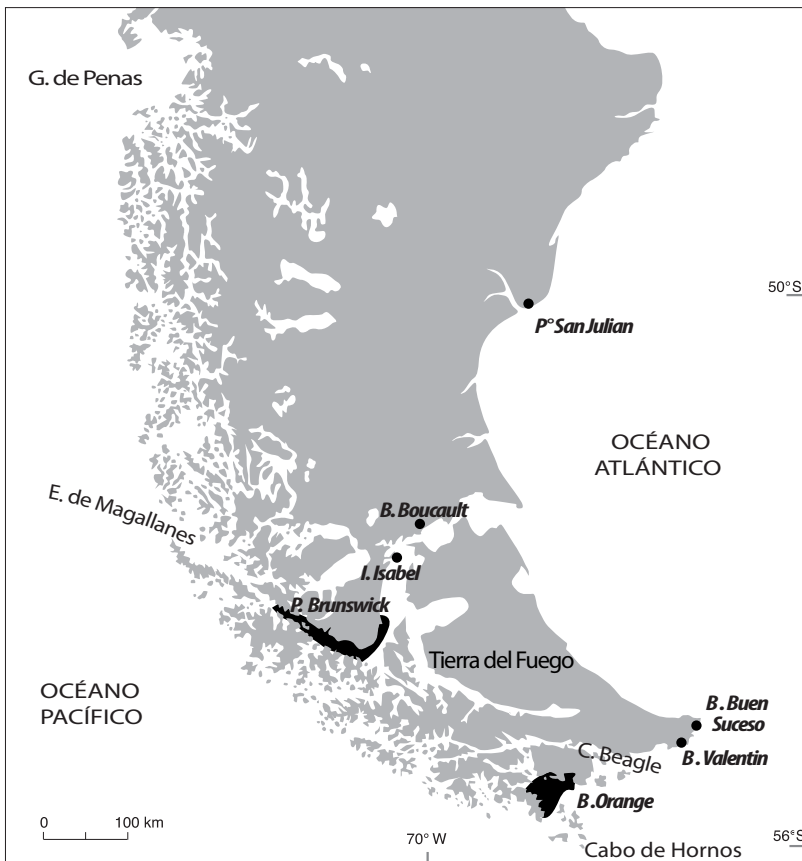 G. de Penas
50° S
P° San Julian
OCÉANO
ATLÁNTICO
B. Boucault
E. de Magallanes
I. Isabel
P. Brunswick
Tierra del Fuego
OCÉANO
PACÍFICO
B. Buen
Suceso
C. Beagle
B. Valentin
B. Orange
0 100 km
70° W
Cabo de Hornos
56° S